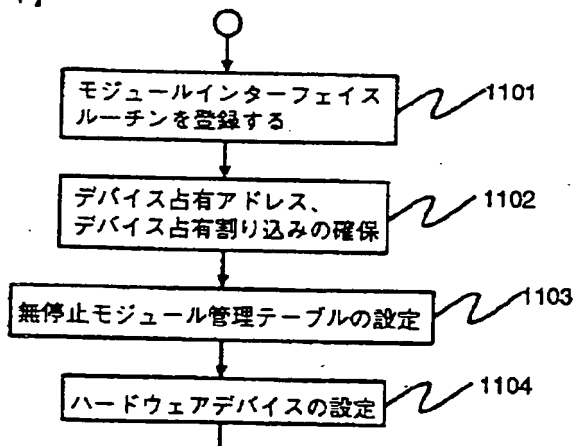 モジュールインターフェイス
ルーチンを登録する
1101
デバイス占有アドレス、
デバイス占有割り込みの確保
1102
無停止モジュール管理テーブルの設定
1103
ハードウェアデバイスの設定
1104